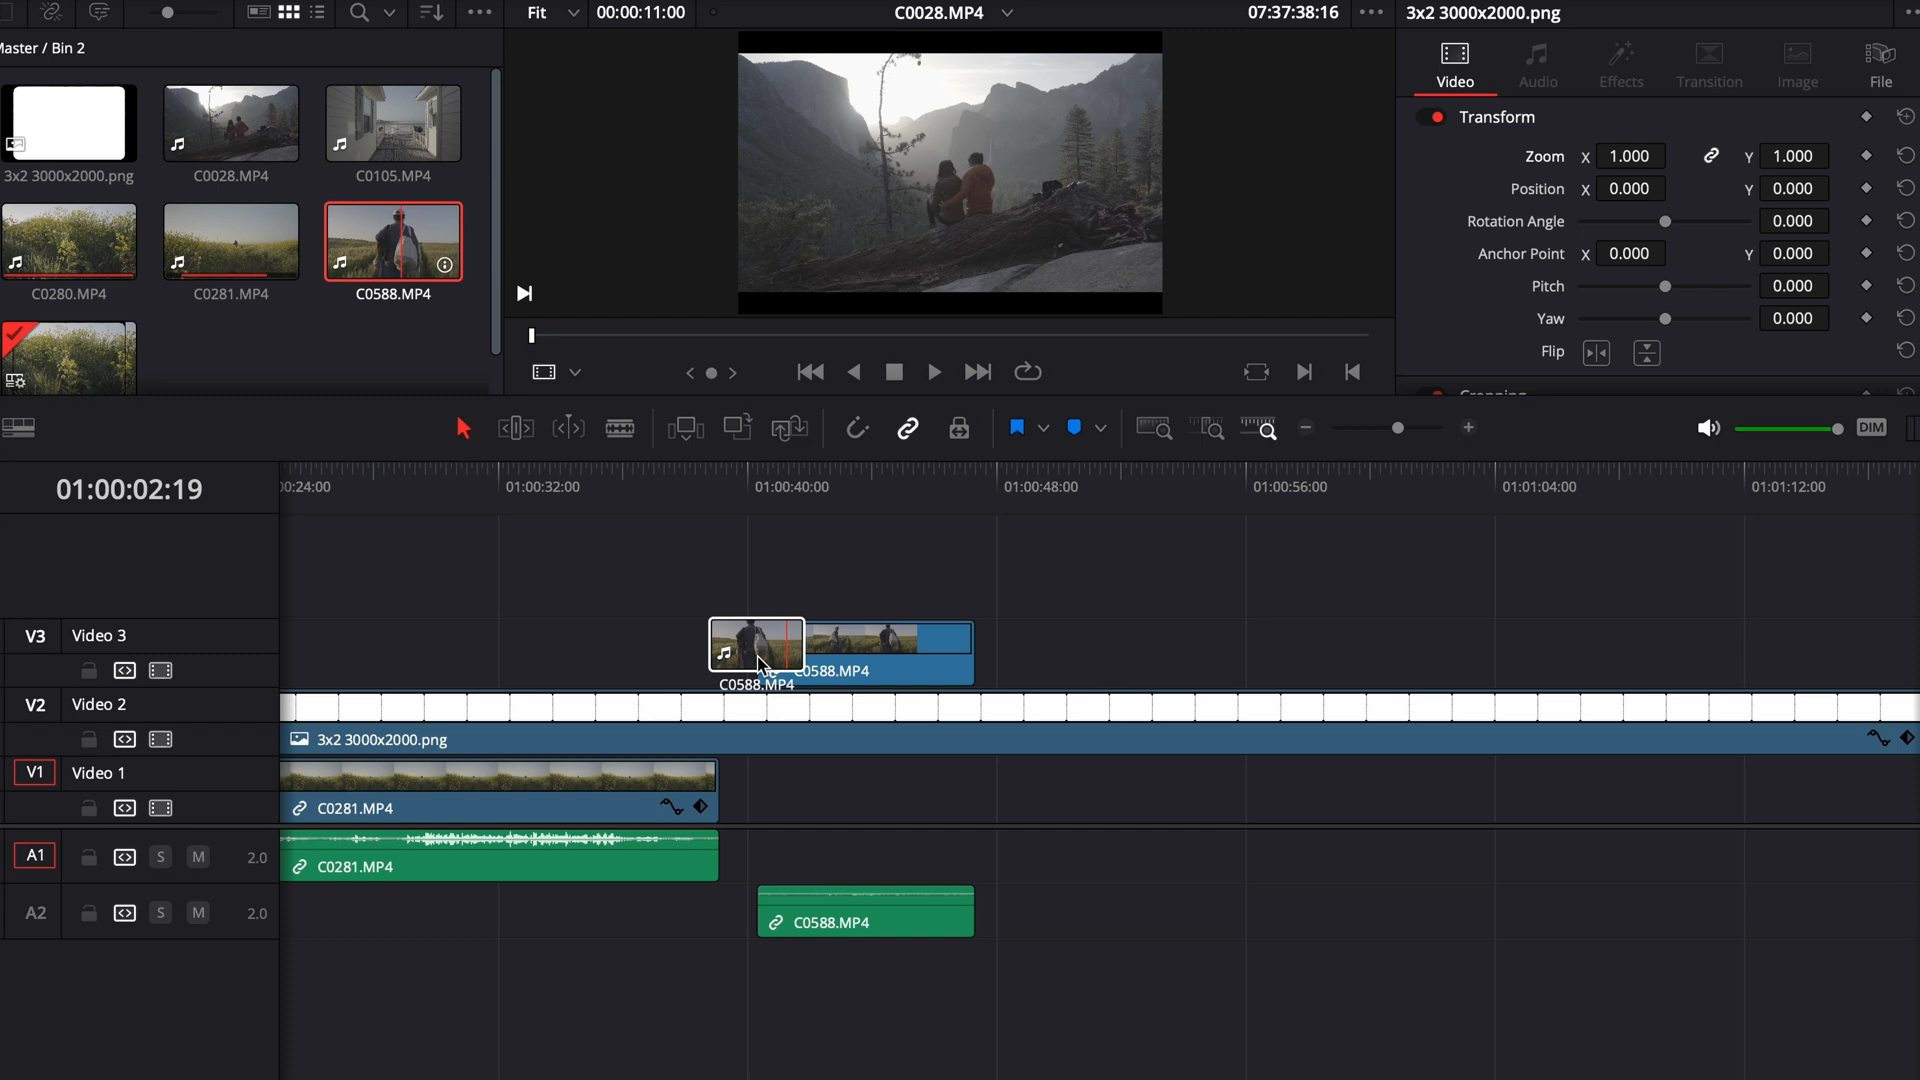 Fit 00:00:11:00 C0028.MP4 07:37:38:16 3x2 3000x2000.png
Master / Bin 2
Video Audio Effects Transition Image File
Transform
3x2 3000x2000.png C0028.MP4 C0105.MP4
Zoom X 1.000 Y 1.000
Position X 0.000 Y 0.000
Rotation Angle 0.000
Anchor Point X 0.000 Y 0.000
C0280.MP4 C0281.MP4 C0588.MP4
Pitch 0.000
Yaw 0.000
Flip
Cropping
DIM
01:00:02:19 00:24:00 01:00:32:00 01:00:40:00 01:00:48:00 01:00:56:00 01:01:04:00 01:01:12:00
V3 Video 3
C0588.MP4
C0588.MP4
V2 Video 2
3x2 3000x2000.png
V1 Video 1
C0281.MP4
A1 S M 2.0
C0281.MP4
A2 S M 2.0
C0588.MP4